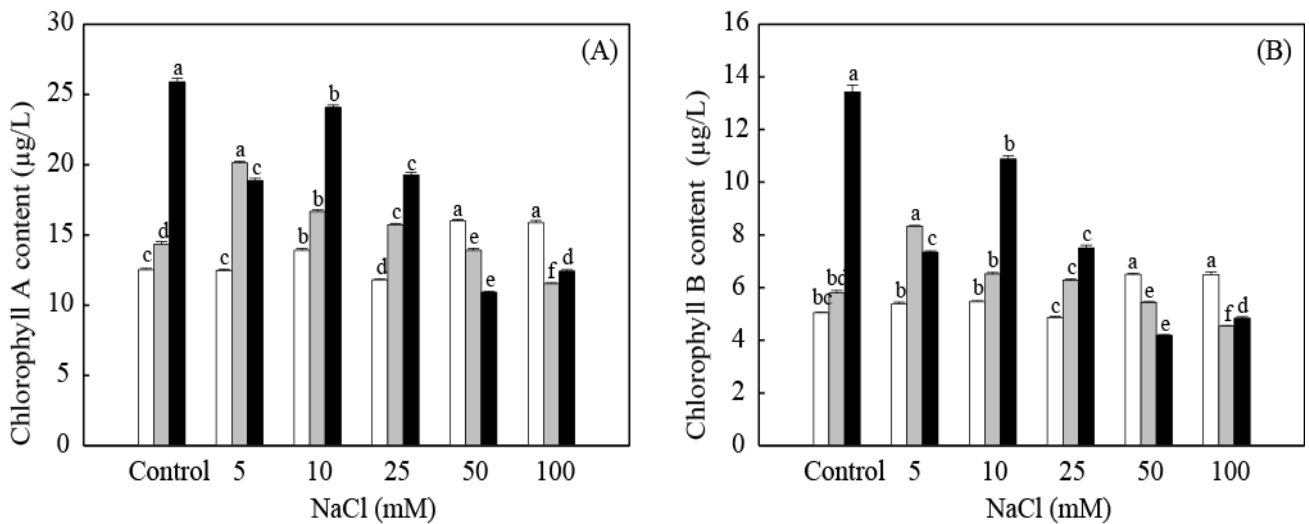 (A)
Chlorophyll A content (µg/L)
30
25
20
15
10
5
0
c d a
c a c
b b b
d c c
a e e
a f d
Control 5 10 25 50 100
NaCl (mM)
(B)
Chlorophyll B content (µg/L)
16
14
12
10
8
6
4
2
0
bc bd a
b a c
b b b
c c c
a e e
a f d
Control 5 10 25 50 100
NaCl (mM)